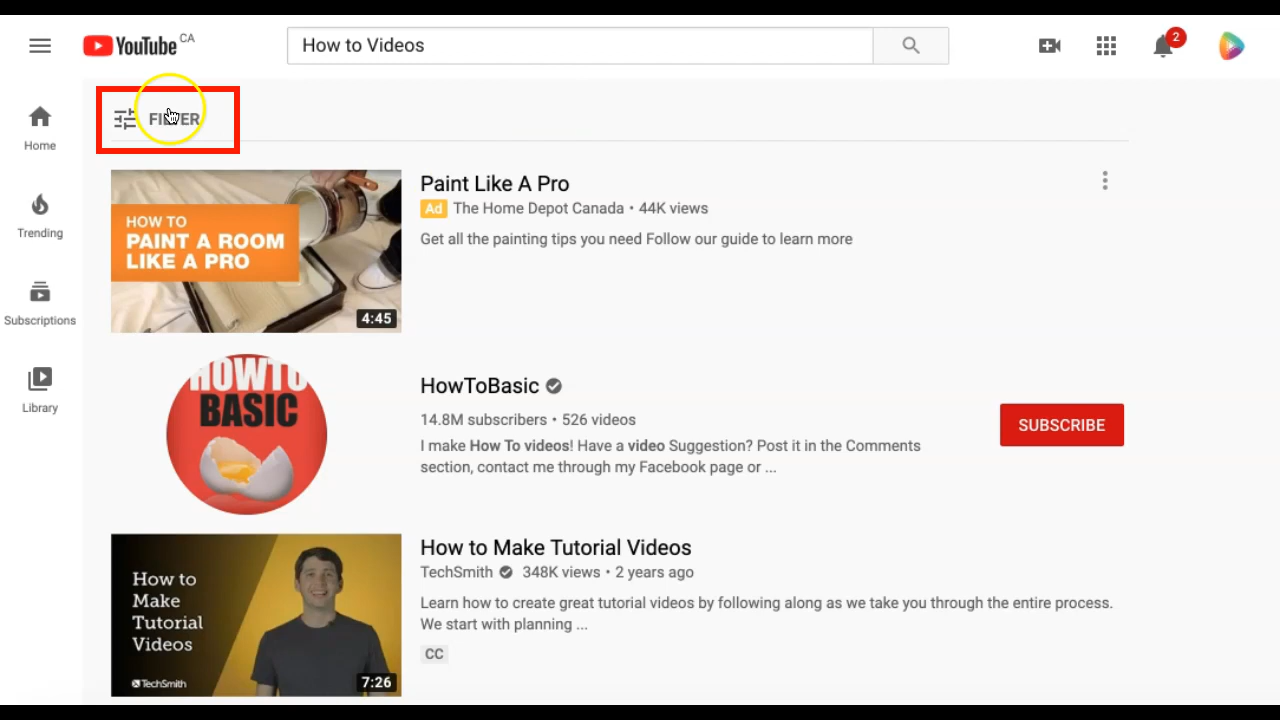 YouTube CA
How to Videos
2
FILTER
Home
Trending
Subscriptions
Library
HOW TO
PAINT A ROOM
LIKE A PRO
4:45
Paint Like A Pro
Ad The Home Depot Canada • 44K views
Get all the painting tips you need Follow our guide to learn more
HOWTO
BASIC
HowToBasic
14.8M subscribers • 526 videos
I make How To videos! Have a video Suggestion? Post it in the Comments
section, contact me through my Facebook page or ...
SUBSCRIBE
How to
Make
Tutorial
Videos
TechSmith
7:26
How to Make Tutorial Videos
TechSmith 348K views • 2 years ago
Learn how to create great tutorial videos by following along as we take you through the entire process.
We start with planning ...
CC